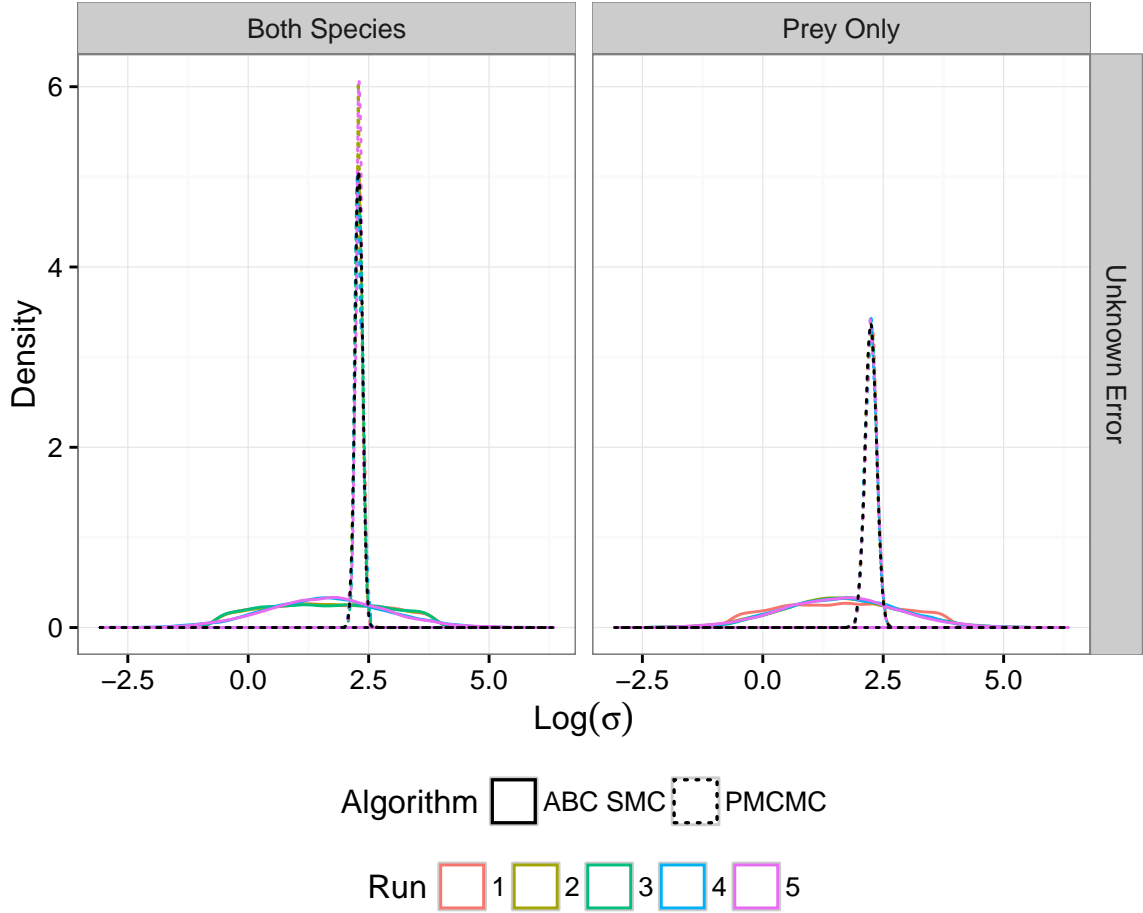 Both Species
Prey Only
Unknown Error
Density
6
4
2
0
−2.5 0.0 2.5 5.0
−2.5 0.0 2.5 5.0
Log(σ)
Algorithm ABC SMC PMCMC
Run 1 2 3 4 5